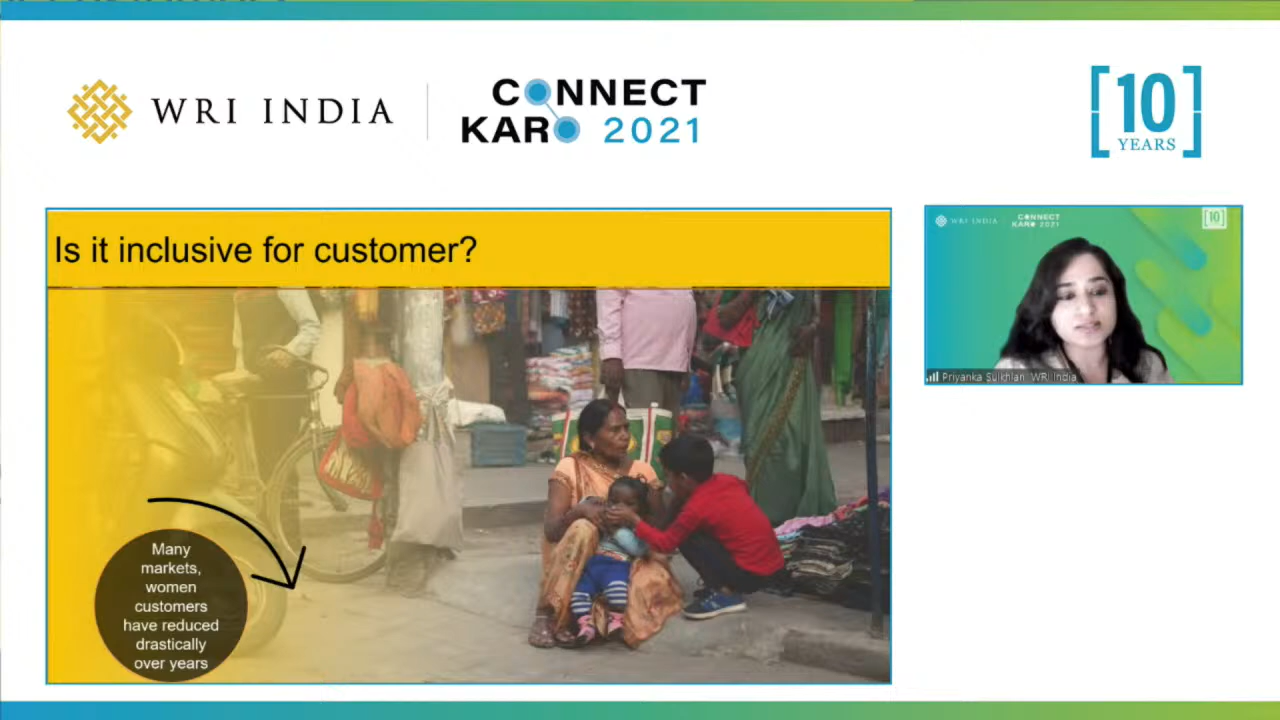 WRI INDIA
CONNECT
KARO 2021
10
YEARS
Is it inclusive for customer?
Many
markets,
women
customers
have reduced
drastically
over years
WRI INDIA
CONNECT
KARO 2021
10
Priyanka Sulkhlan WRI India